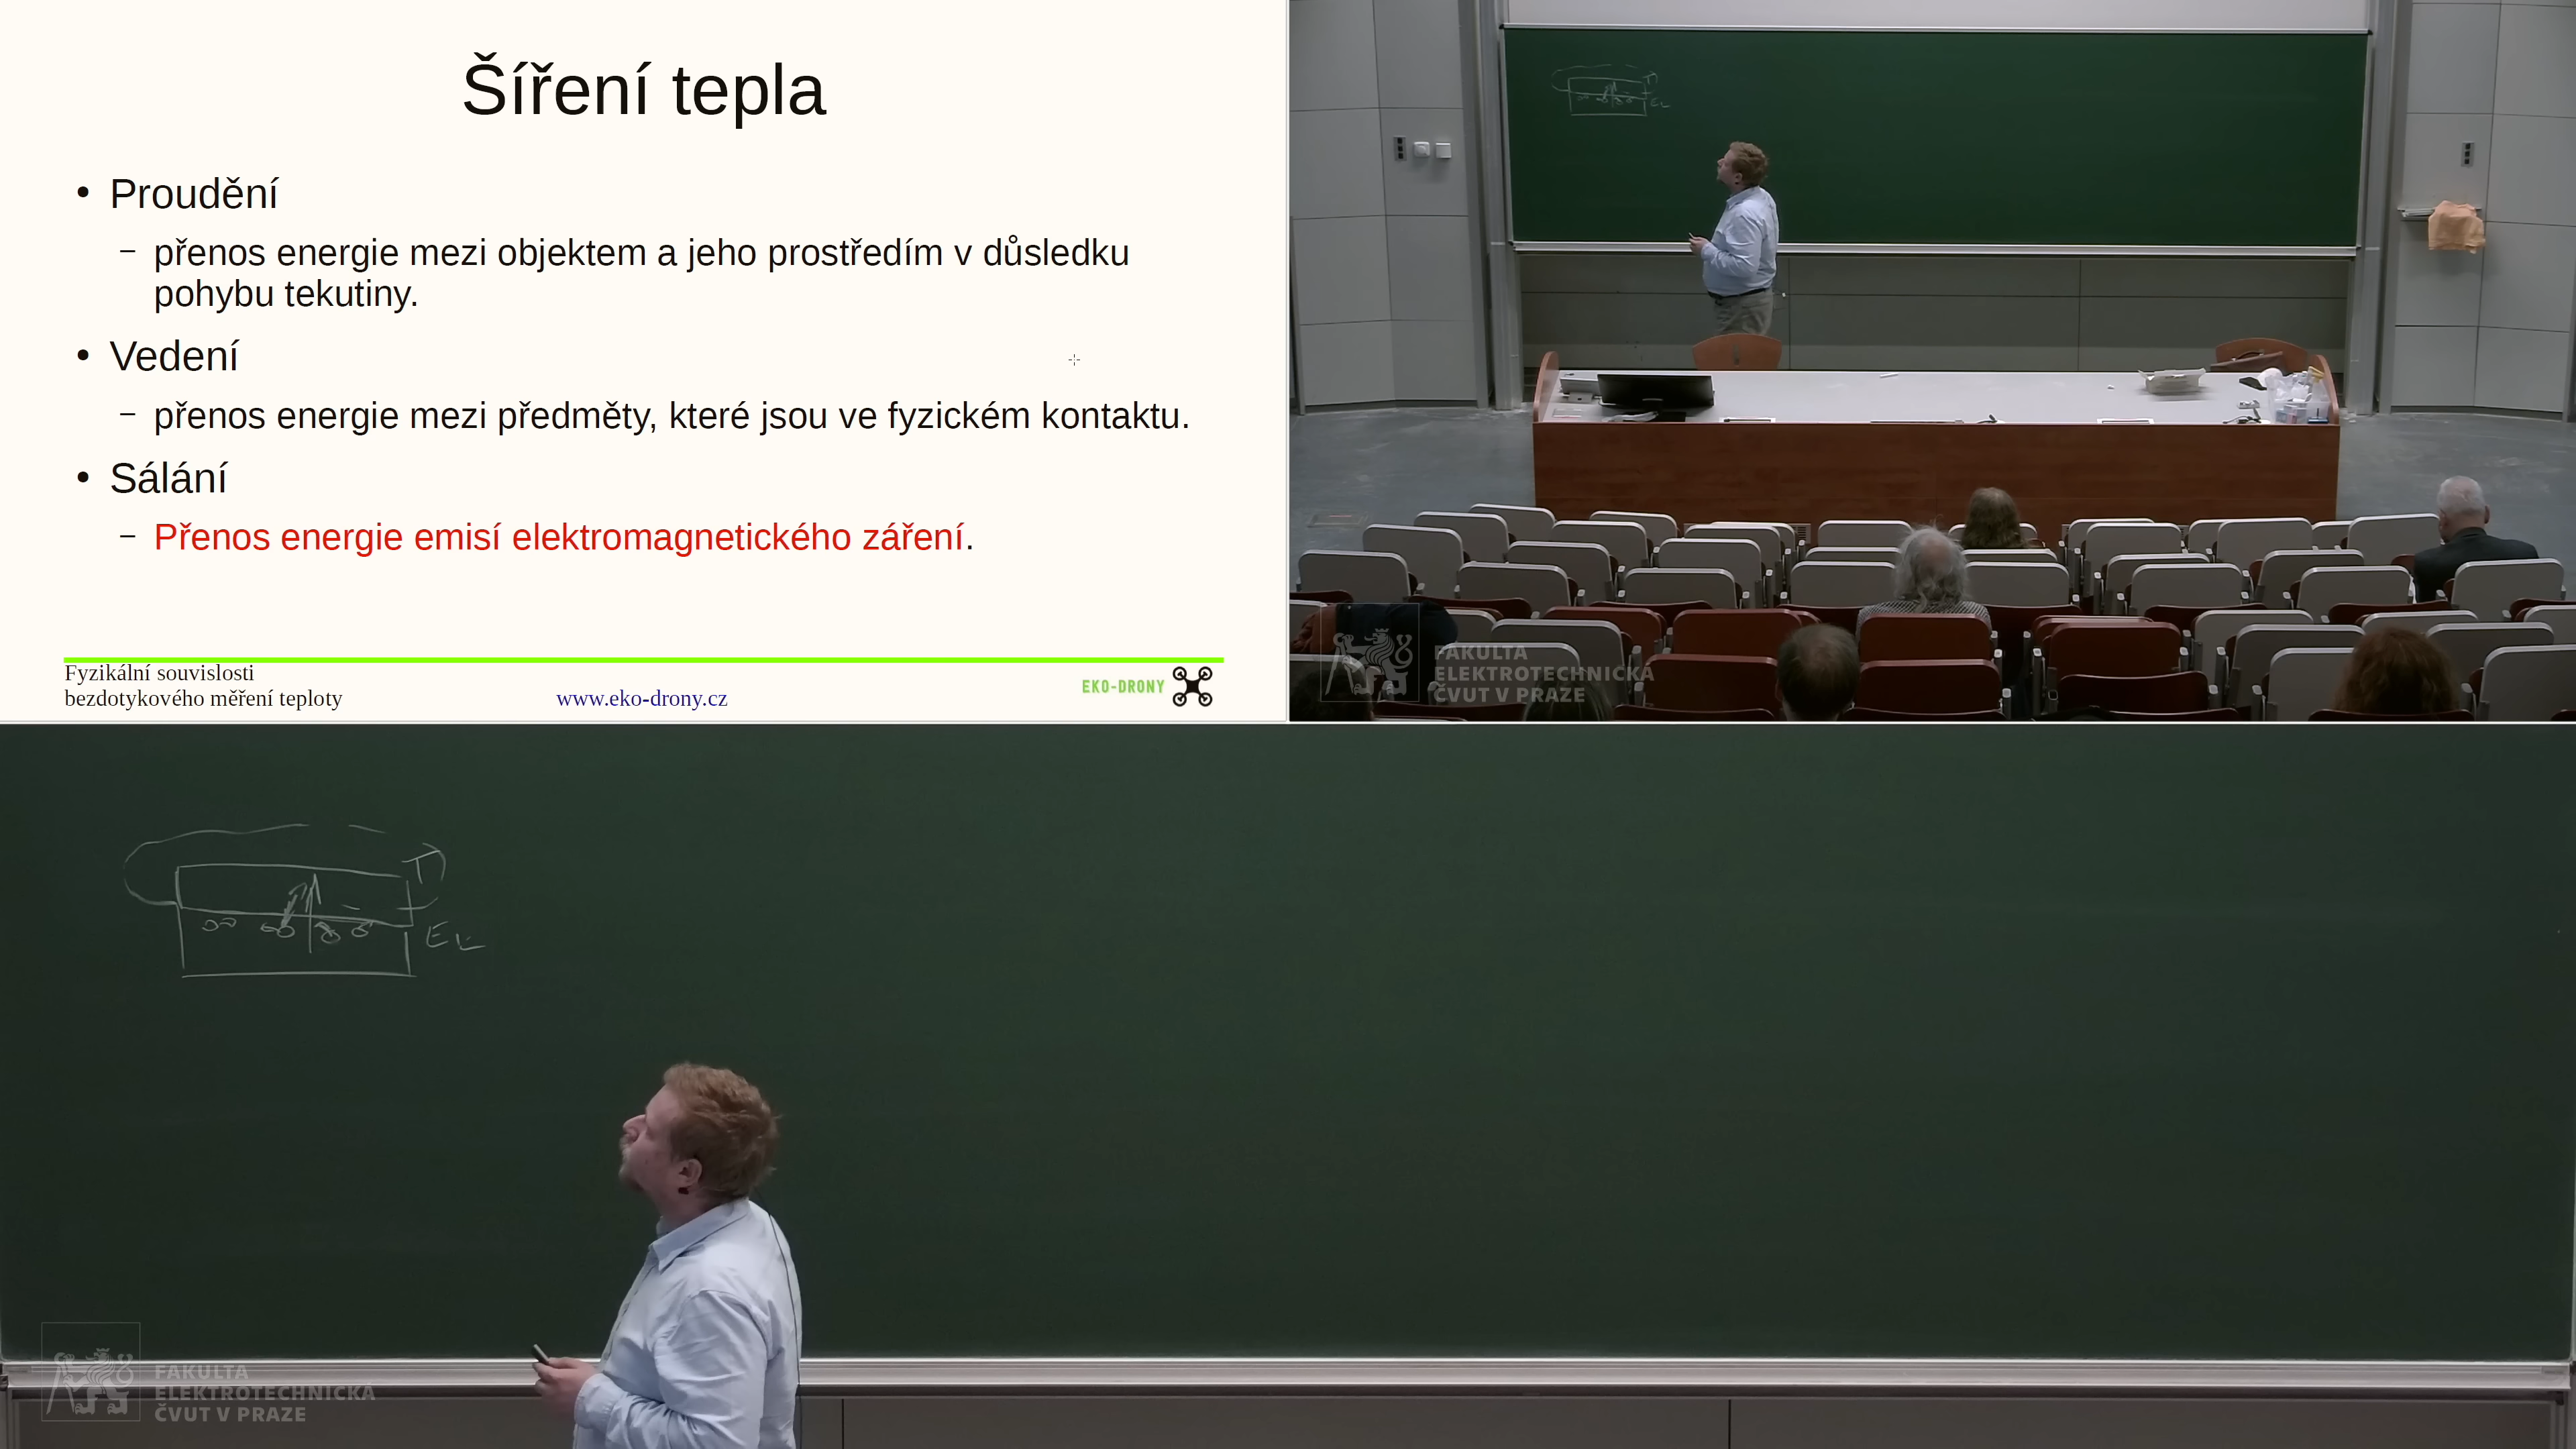 Šíření tepla
• Proudění
– přenos energie mezi objektem a jeho prostředím v důsledku
pohybu tekutiny.
• Vedení
– přenos energie mezi předměty, které jsou ve fyzickém kontaktu.
• Sálání
– Přenos energie emisí elektromagnetického záření.
Fyzikální souvislosti
bezdotykového měření teploty
www.eko-drony.cz
EKO-DRONY
FAKULTA
ELEKTROTECHNICKÁ
ČVUT V PRAZE
T
FAKULTA
ELEKTROTECHNICKÁ
ČVUT V PRAZE